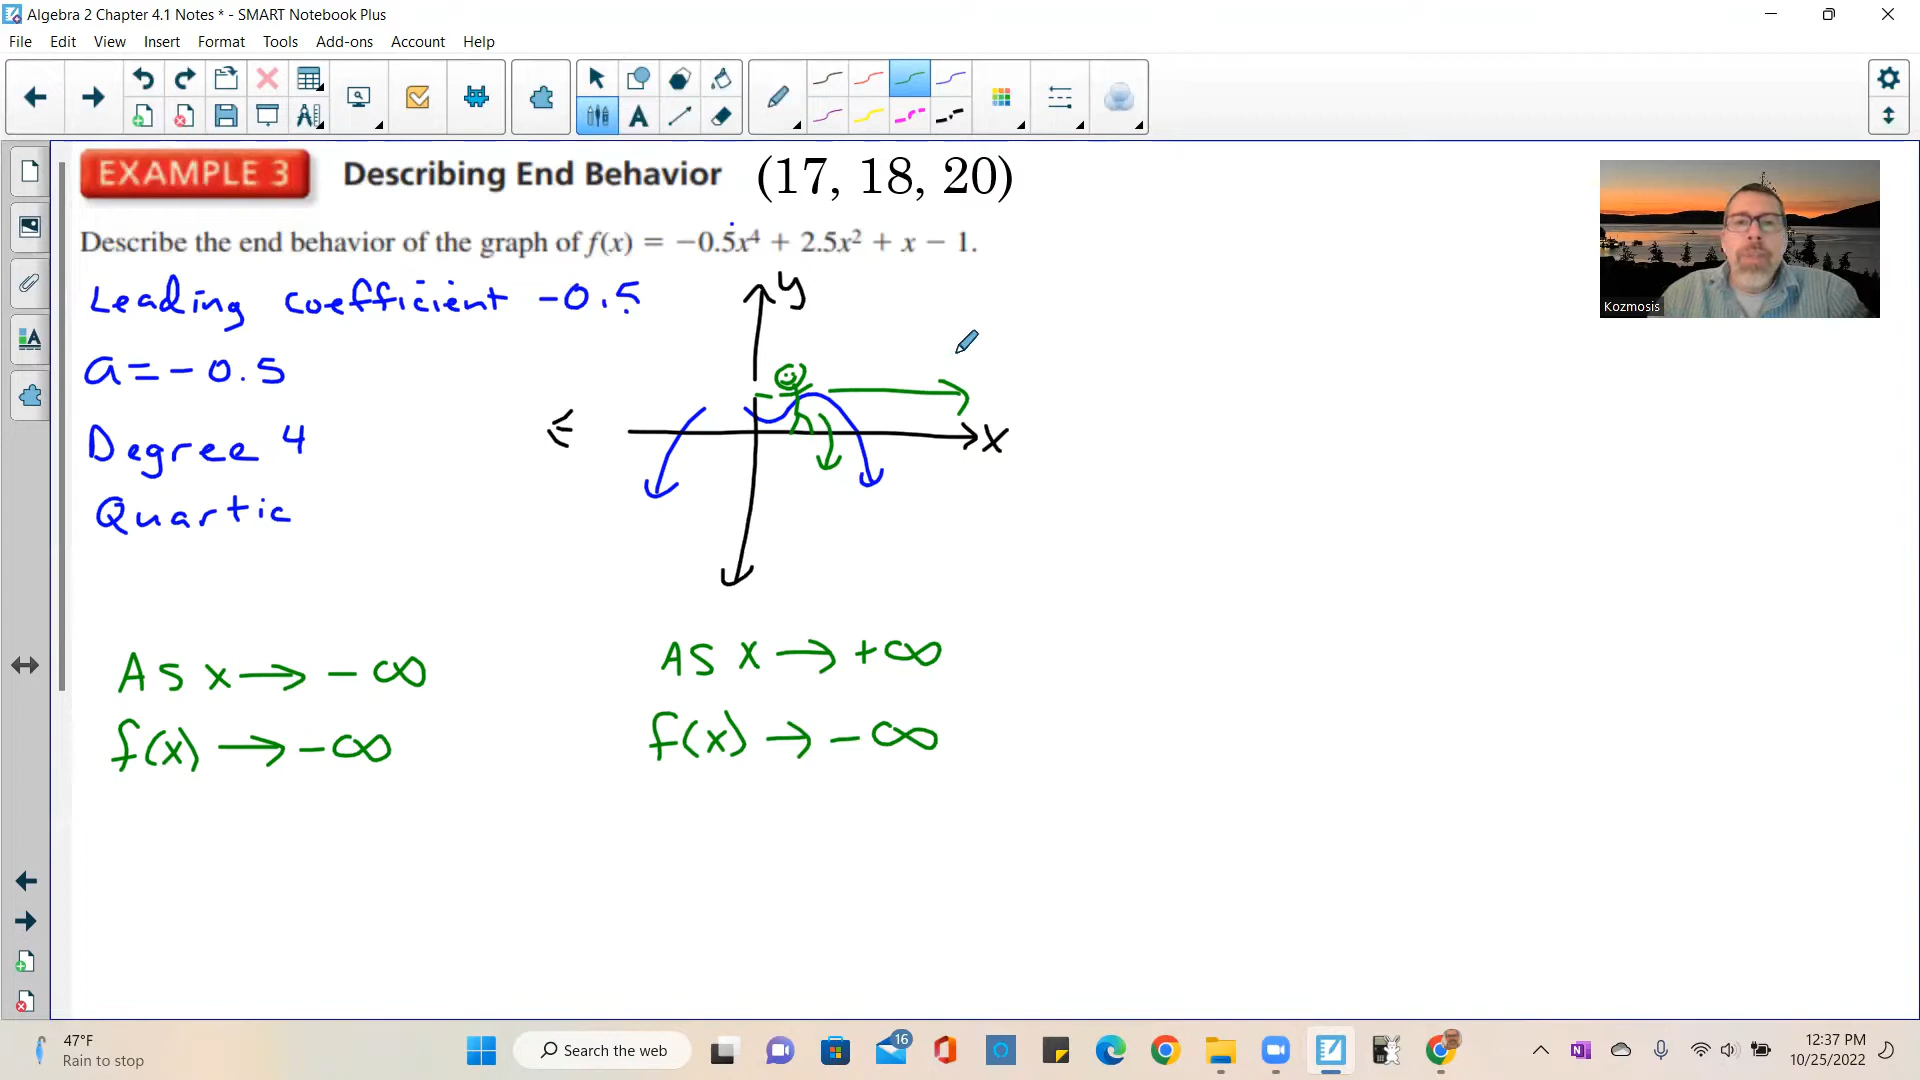 Algebra 2 Chapter 4.1 Notes * - SMART Notebook Plus
File Edit View Insert Format Tools Add-ons Account Help
EXAMPLE 3 Describing End Behavior (17, 18, 20)
Describe the end behavior of the graph of f(x) = −0.5x⁴ + 2.5x² + x − 1.
Leading coefficient -0.5
a = - 0.5
Degree 4
Quartic
y
x
Kozmosis
As x → - ∞
f(x) → - ∞
As x → + ∞
f(x) → - ∞
47°F
Rain to stop
Search the web
16
12:37 PM
10/25/2022